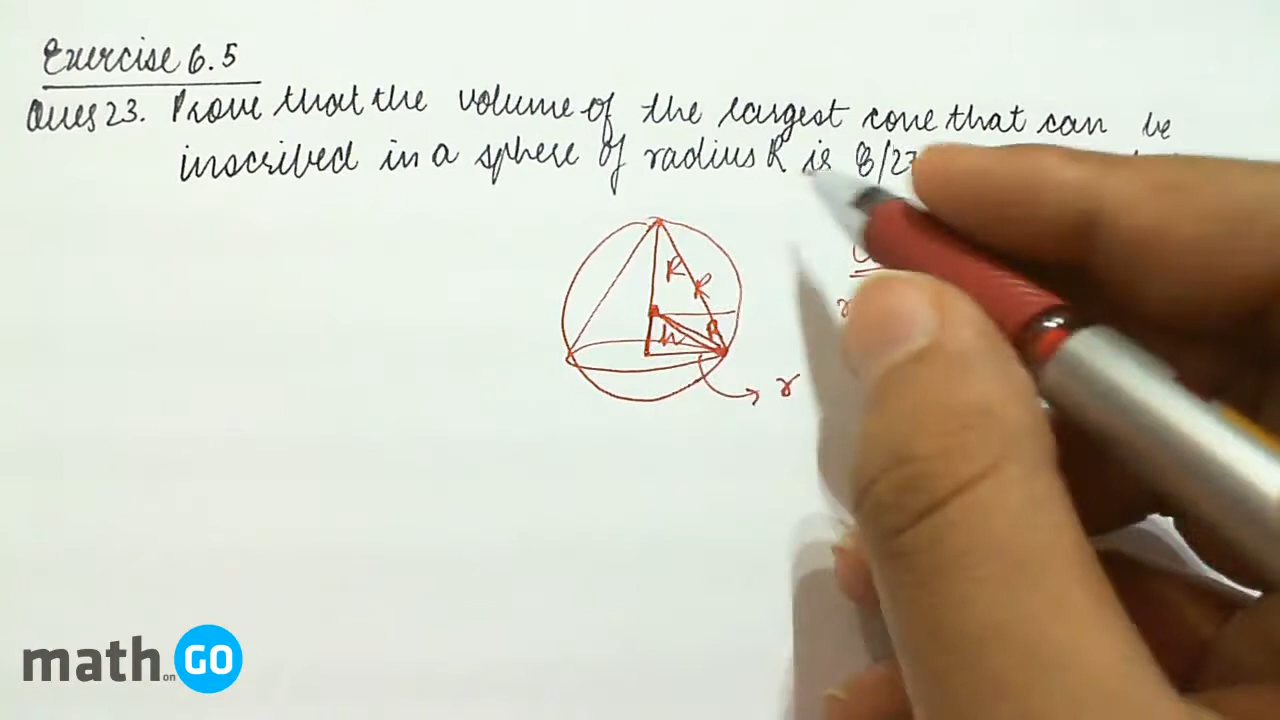 Exercise 6.5
Ques 23. Prove that the volume of the largest cone that can be
inscribed in a sphere of radius R is 8/27
R
R
h
R
r
math on GO